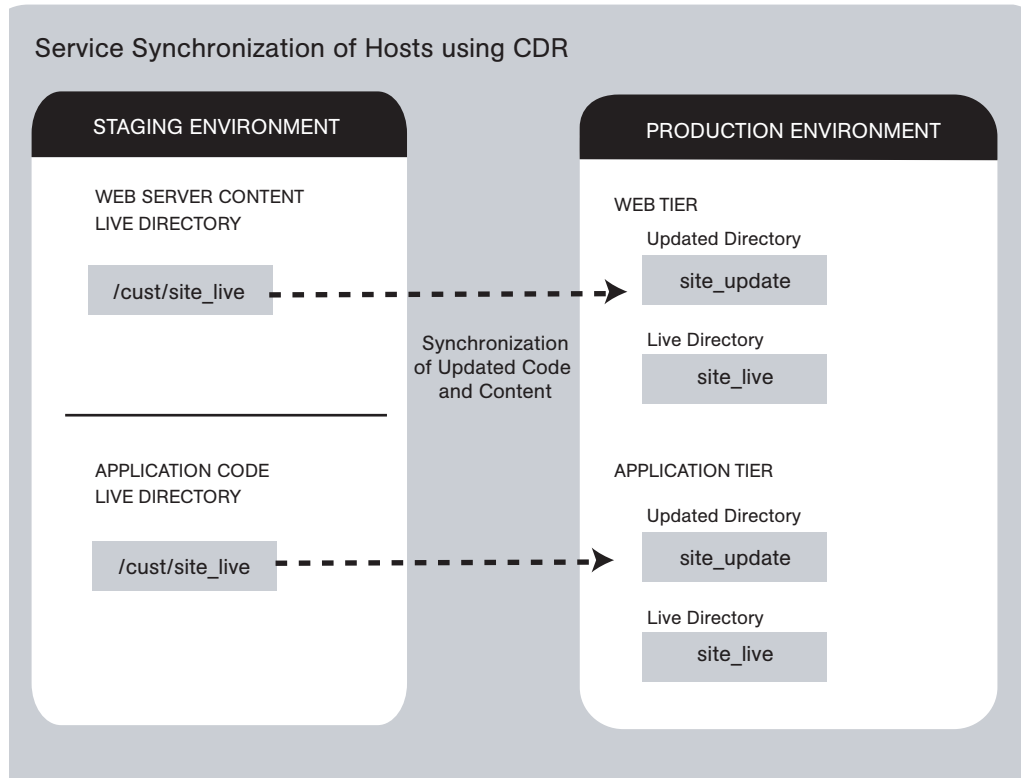 Service Synchronization of Hosts using CDR
STAGING ENVIRONMENT
WEB SERVER CONTENT
LIVE DIRECTORY
/cust/site_live
APPLICATION CODE
LIVE DIRECTORY
/cust/site_live
Synchronization
of Updated Code
and Content
PRODUCTION ENVIRONMENT
WEB TIER
Updated Directory
site_update
Live Directory
site_live
APPLICATION TIER
Updated Directory
site_update
Live Directory
site_live